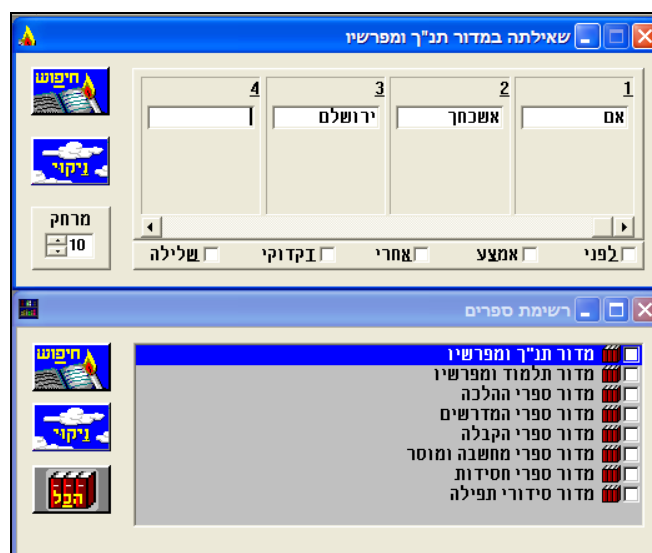 שאילתה במדור תנ"ך ומפרשיו
חיפוש
1 2 3 4
אם אשכחך ירושלם
ניקוי
מרחק
10
לפני אמצע אחרי דקדוקי שלילה
רשימת ספרים
חיפוש
מדור תנ"ך ומפרשיו
מדור תלמוד ומפרשיו
מדור ספרי ההלכה
מדור ספרי המדרשים
ניקוי
מדור ספרי הקבלה
מדור ספרי מחשבה ומוסר
מדור ספרי חסידות
מדור סידורי תפילה
הכל